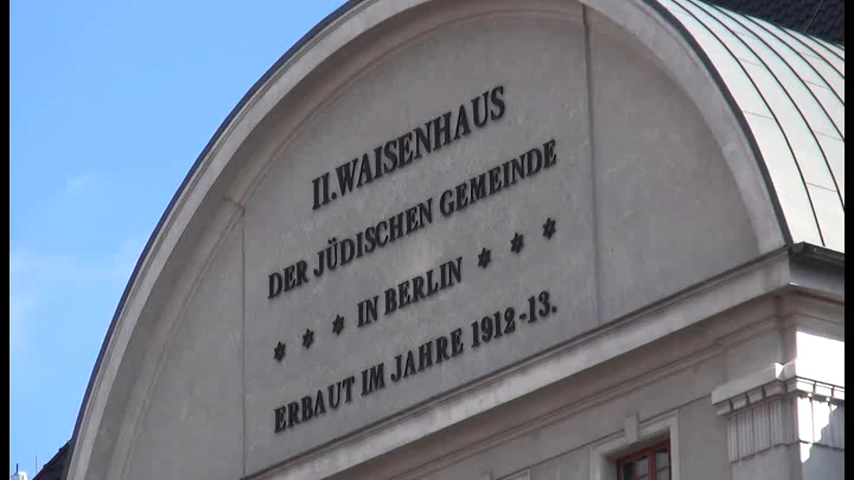 II. WAISENHAUS
DER JÜDISCHEN GEMEINDE
* * * IN BERLIN * * *
ERBAUT IM JAHRE 1912-13.